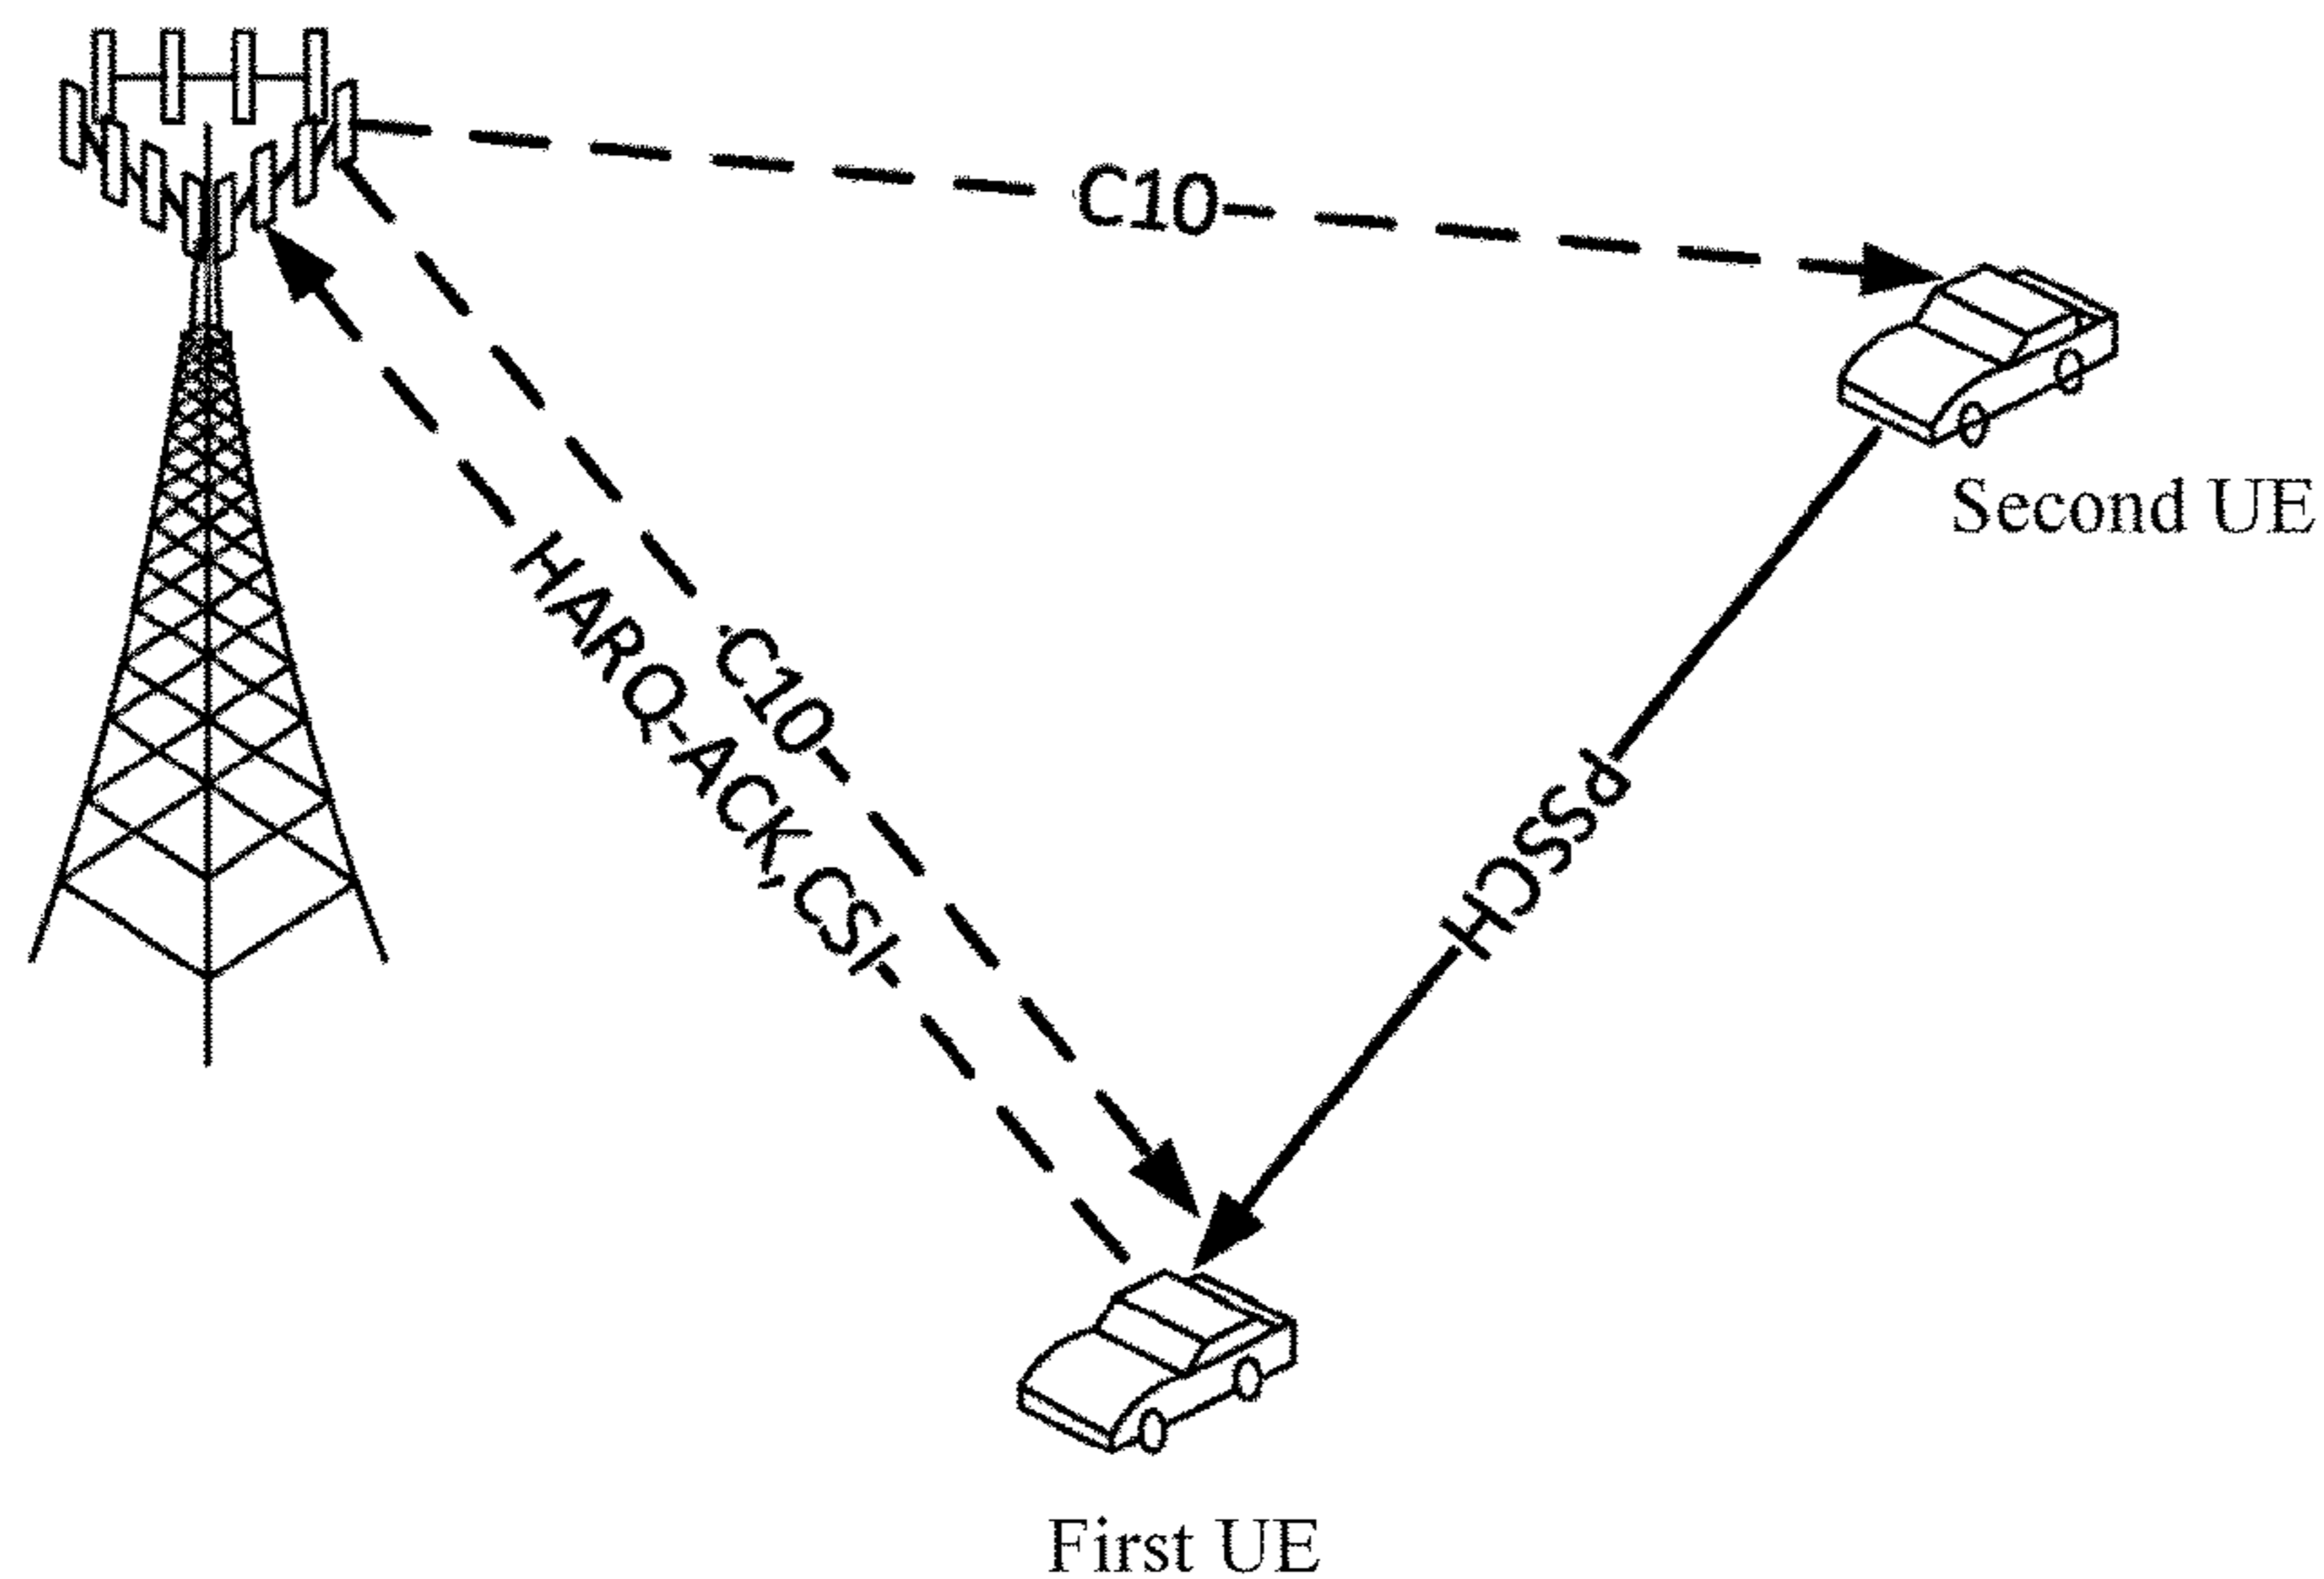 C10
Second UE
C10
HARQ-ACK, CSI
PSSCH
First UE